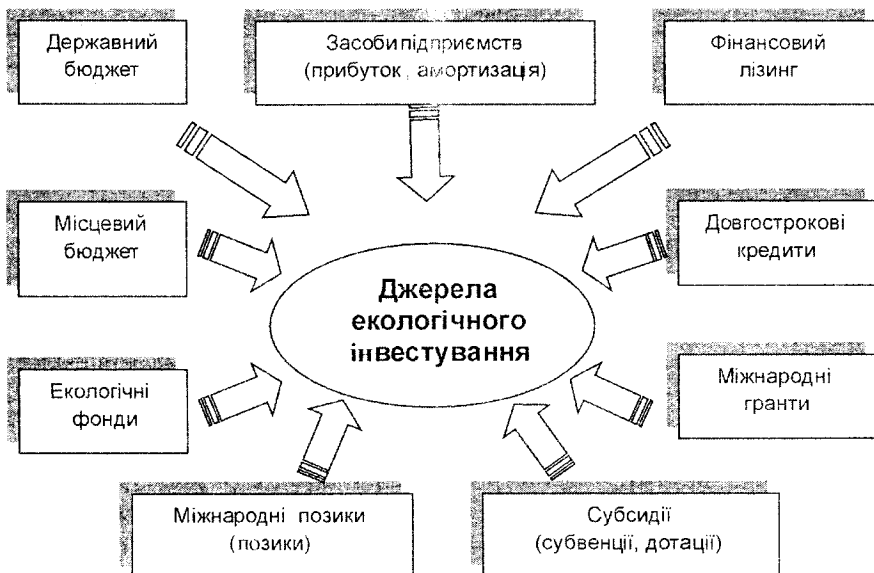 Державний
бюджет
Засоби підприємств
(прибуток, амортизація)
Фінансовий
лізинг
Місцевий
бюджет
Довгострокові
кредити
Джерела
екологічного
інвестування
Екологічні
фонди
Міжнародні
гранти
Міжнародні позики
(позики)
Субсидії
(субвенції, дотації)